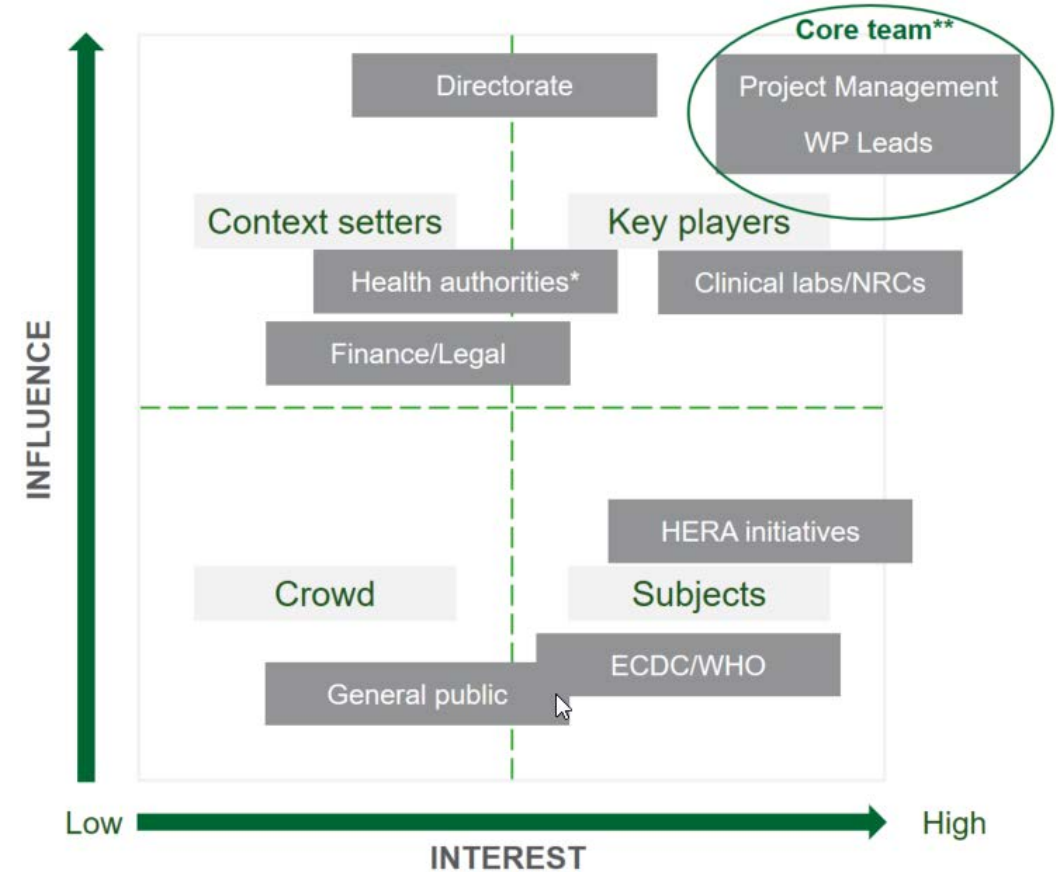 Core team**
Directorate
Project Management
WP Leads
Context setters
Key players
Health authorities*
Clinical labs/NRCs
Finance/Legal
INFLUENCE
HERA initiatives
Crowd
Subjects
ECDC/WHO
General public
Low
High
INTEREST